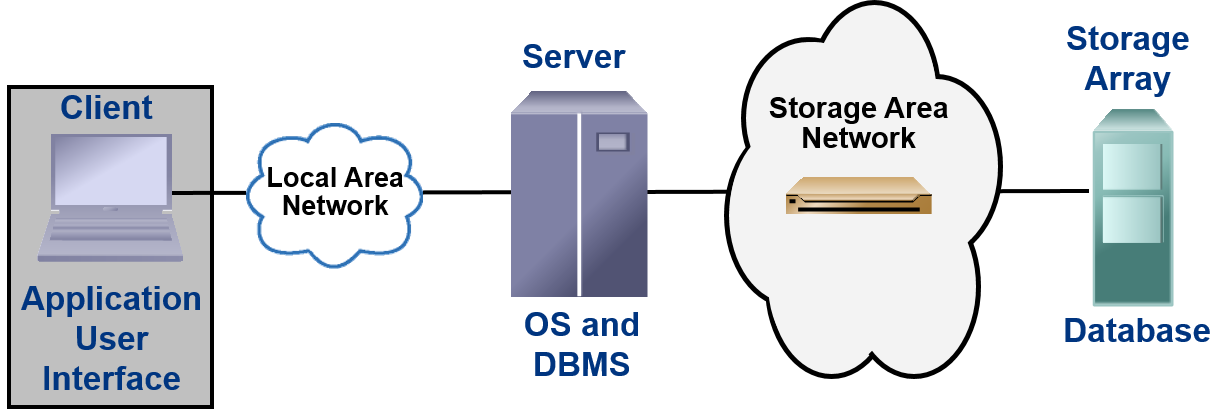 Client
Application
User
Interface
Local Area
Network
Server
OS and
DBMS
Storage Area
Network
Storage
Array
Database